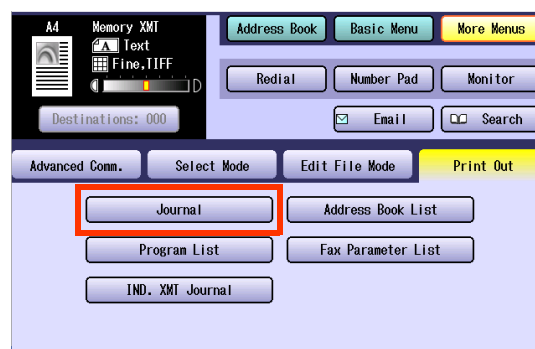 A4 Memory XMT
A Text
Fine,TIFF
D
Destinations: 000
Address Book Basic Menu More Menus
Redial Number Pad Monitor
Email Search
Advanced Comm. Select Mode Edit File Mode Print Out
Journal Address Book List
Program List Fax Parameter List
IND. XMT Journal